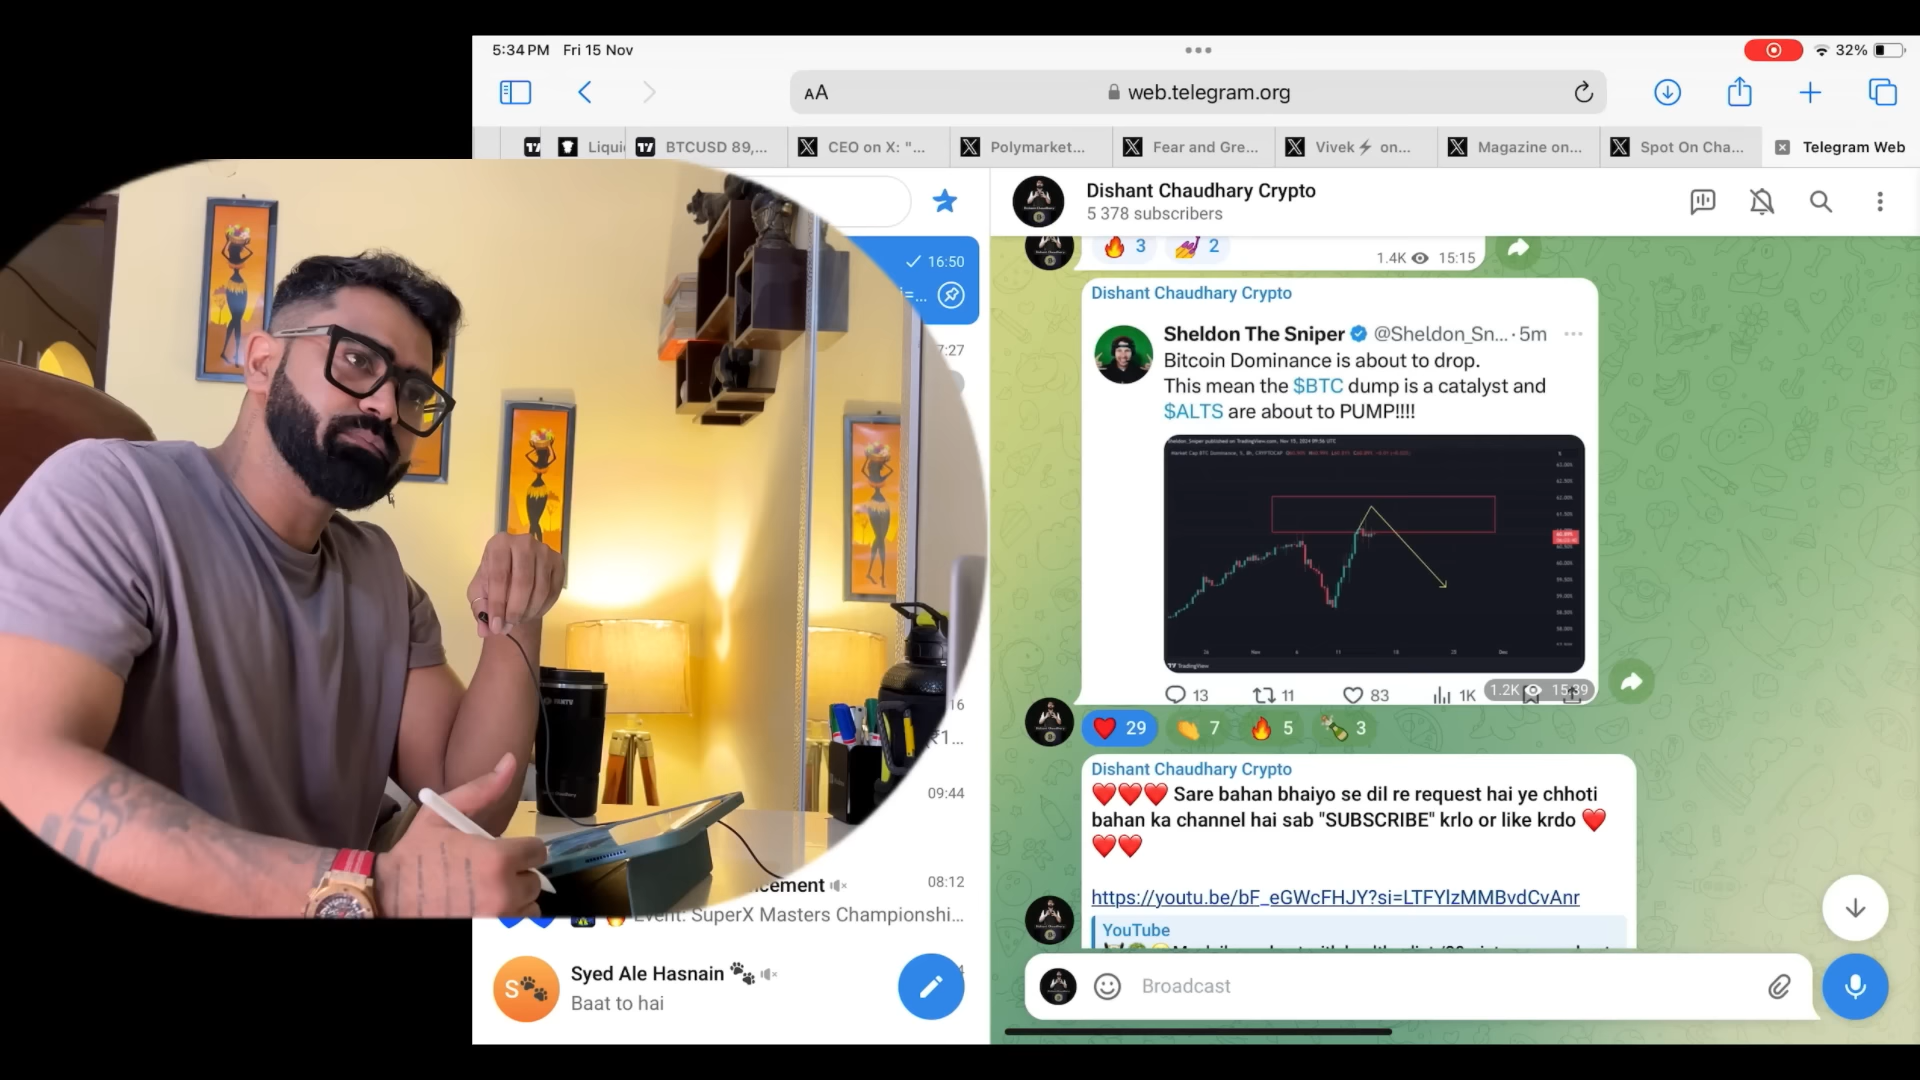 5:34 PM Fri 15 Nov
32%
AA
web.telegram.org
Liqui
BTCUSD 89,...
CEO on X: "...
Polymarket...
Fear and Gre...
Vivek⚡ on...
Magazine on...
Spot On Cha...
Telegram Web
Dishant Chaudhary Crypto
5 378 subscribers
16:50
7:27
16
₹1...
09:44
cement
08:12
Event: SuperX Masters Championshi...
S
Syed Ale Hasnain
Baat to hai
3
2
1.4K 15:15
Dishant Chaudhary Crypto
Sheldon The Sniper @Sheldon_Sn... · 5m
Bitcoin Dominance is about to drop.
This mean the $BTC dump is a catalyst and
$ALTS are about to PUMP!!!!
TradingView
13
11
83
1K
1.2K 15:39
29
7
5
3
Dishant Chaudhary Crypto
❤️❤️❤️ Sare bahan bhaiyo se dil re request hai ye chhoti
bahan ka channel hai sab "SUBSCRIBE" krlo or like krdo ❤️
❤️❤️
https://youtu.be/bF_eGWcFHJY?si=LTFYlzMMBvdCvAnr
YouTube
Broadcast